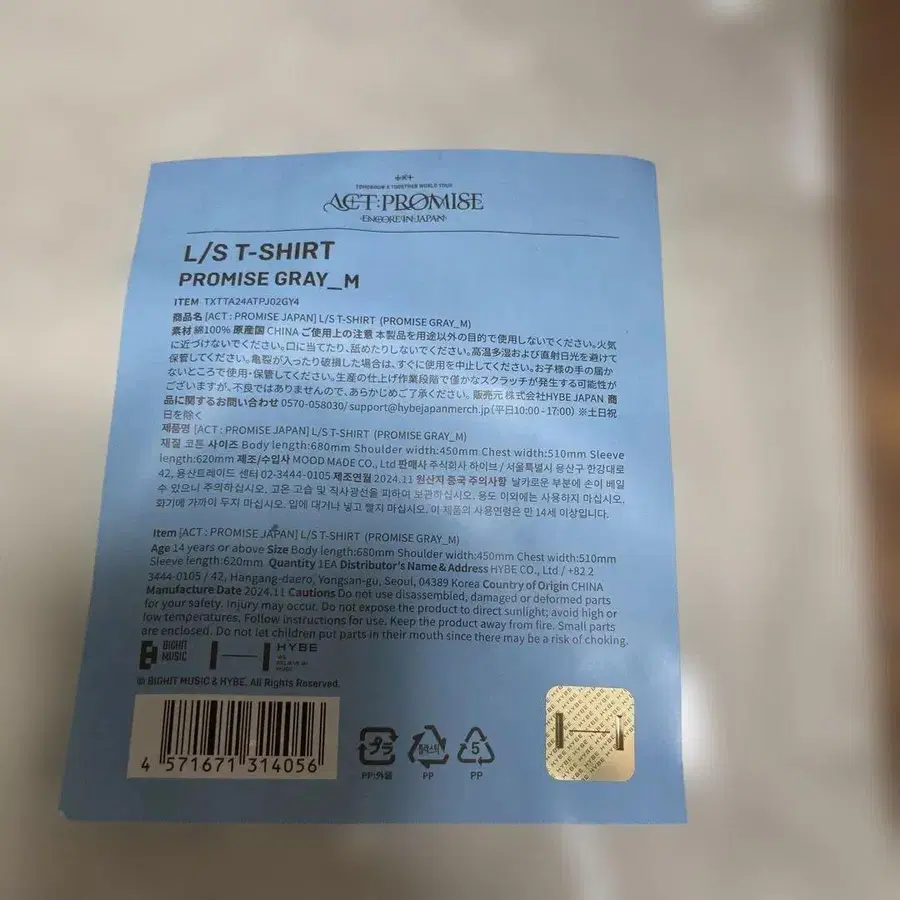 TOMORROW X TOGETHER WORLD TOUR
ACT:PROMISE
ENCORE IN JAPAN
L/S T-SHIRT
PROMISE GRAY_M
ITEM TXTTA24ATPJ02GY4
商品名 [ACT : PROMISE JAPAN] L/S T-SHIRT (PROMISE GRAY_M)
素材 綿100% 原産国 CHINA ご使用上の注意 本製品を用途以外の目的で使用しないでください。火気
に近づけないでください。口に当てたり、舐めたりしないでください。高温多湿および直射日光を避けて
保管してください。亀裂が入ったり破損した場合は、すぐに使用を中止してください。お子様の手の届か
ないところで使用・保管してください。生産の仕上げ作業段階で僅かなスクラッチが発生する可能性が
ございますが、不良ではありませんので、あらかじめご了承ください。 販売元 株式会社HYBE JAPAN 商
品に関するお問い合わせ 0570-058030/ support@hybejapanmerch.jp (平日10:00 - 17:00) ※土日祝
日を除く
제품명 [ACT : PROMISE JAPAN] L/S T-SHIRT (PROMISE GRAY_M)
재질 코튼 사이즈 Body length:680mm Shoulder width:450mm Chest width:510mm Sleeve
length:620mm 제조/수입사 MOOD MADE CO., Ltd 판매사 주식회사 하이브 / 서울특별시 용산구 한강대로
42, 용산트레이드 센터 02-3444-0105 제조연월 2024.11 원산지 중국 주의사항 날카로운 부분에 손이 베일
수 있으니 주의하십시오. 고온 고습 및 직사광선을 피하여 보관하십시오. 용도 이외에는 사용하지 마십시오.
화기에 가까이 두지 마십시오. 입에 대거나 넣고 빨지 마십시오. 이 제품의 사용연령은 만 14세 이상입니다.
Item [ACT : PROMISE JAPAN] L/S T-SHIRT (PROMISE GRAY_M)
Age 14 years or above Size Body length:680mm Shoulder width:450mm Chest width:510mm
Sleeve length:620mm Quantity 1EA Distributor's Name & Address HYBE CO., Ltd / +82 2
3444-0105 / 42, Hangang-daero, Yongsan-gu, Seoul, 04389 Korea Country of Origin CHINA
Manufacture Date 2024.11 Cautions Do not use disassembled, damaged or deformed parts
for your safety. Injury may occur. Do not expose the product to direct sunlight; avoid high or
low temperatures. Follow instructions for use. Keep the product away from fire. Small parts
are enclosed. Do not let children put parts in their mouth since there may be a risk of choking.
BIGHIT MUSIC HYBE
© BIGHIT MUSIC & HYBE. All Rights Reserved.
4 571671 314056
プラ 플라스틱 5
PP:外装 PP PP
HYBE HYBE HYBE